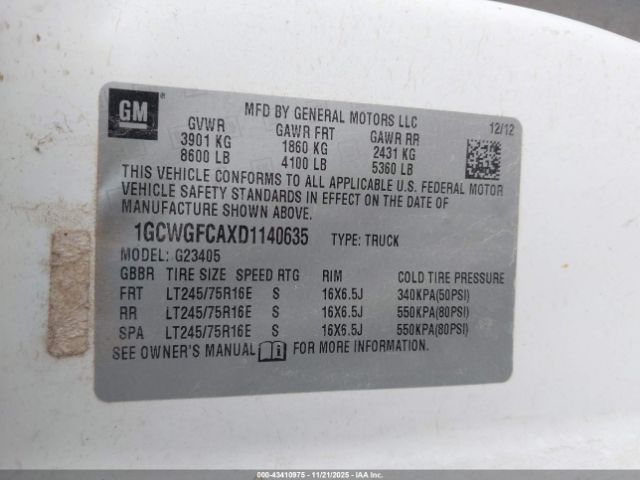 GM
MFD BY GENERAL MOTORS LLC
12/12
GVWR GAWR FRT GAWR RR
3901 KG 1860 KG 2431 KG
8600 LB 4100 LB 5360 LB
THIS VEHICLE CONFORMS TO ALL APPLICABLE U.S. FEDERAL MOTOR
VEHICLE SAFETY STANDARDS IN EFFECT ON THE DATE OF
MANUFACTURE SHOWN ABOVE.
1GCWGFCAXD1140635 TYPE: TRUCK
MODEL: G23405
GBBR TIRE SIZE SPEED RTG RIM COLD TIRE PRESSURE
FRT LT245/75R16E S 16X6.5J 340KPA(50PSI)
RR LT245/75R16E S 16X6.5J 550KPA(80PSI)
SPA LT245/75R16E S 16X6.5J 550KPA(80PSI)
SEE OWNER'S MANUAL FOR MORE INFORMATION.
000-43410975 - 11/21/2025 - IAAI.CA